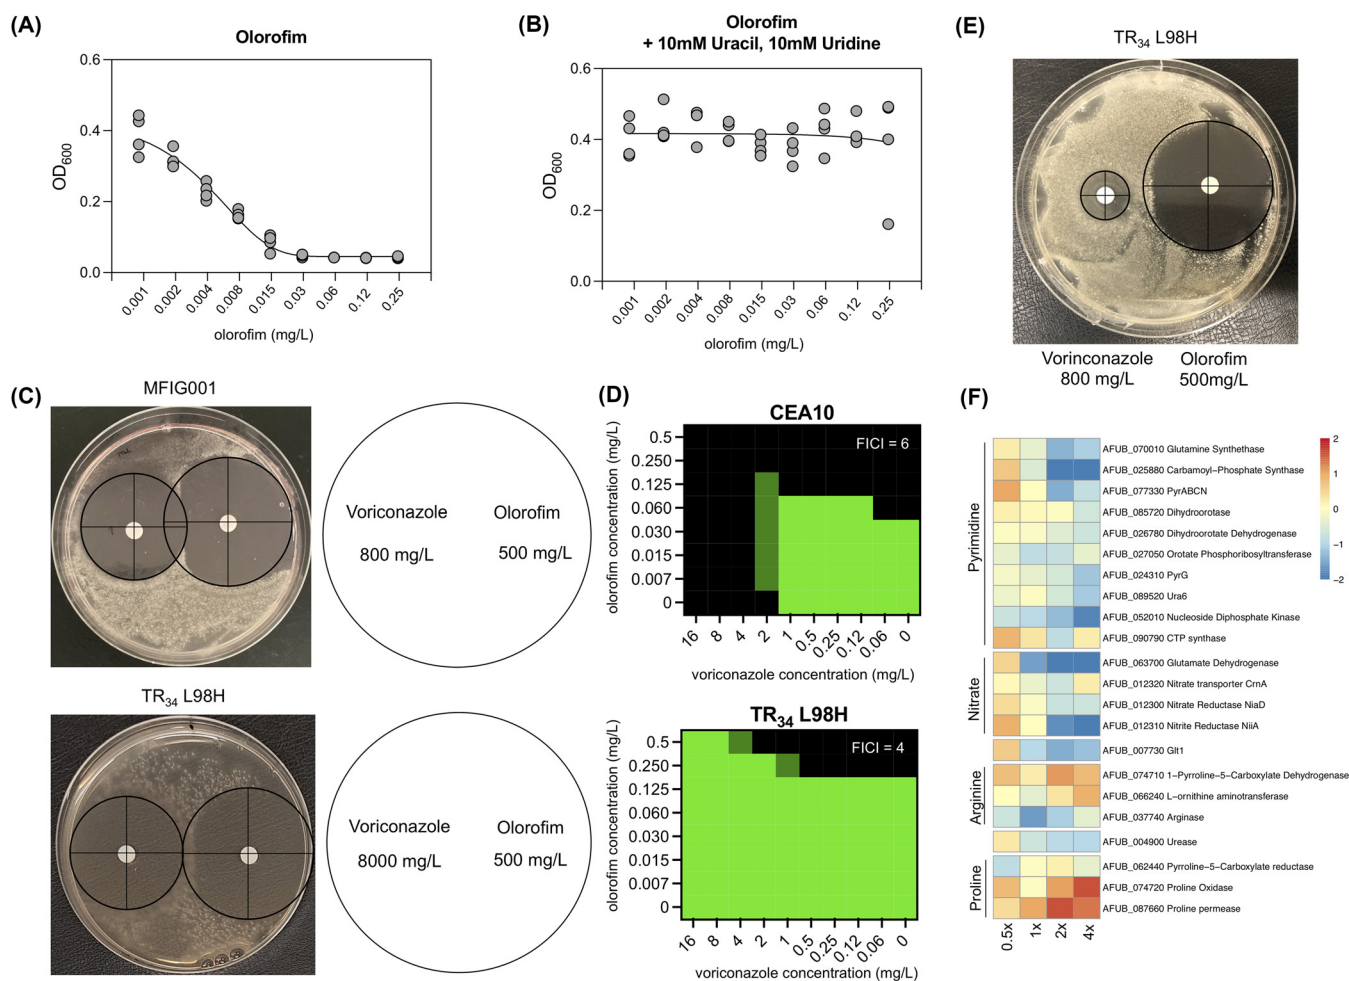 (A)
Olorofim
OD600
0.6
0.4
0.2
0.0
0.001
0.002
0.004
0.008
0.015
0.03
0.06
0.12
0.25
olorofim (mg/L)
(B)
Olorofim
+ 10mM Uracil, 10mM Uridine
OD600
0.6
0.4
0.2
0.0
0.001
0.002
0.004
0.008
0.015
0.03
0.06
0.12
0.25
olorofim (mg/L)
(E)
TR34 L98H
Vorinconazole
800 mg/L
Olorofim
500mg/L
(C)
MFIG001
Voriconazole
800 mg/L
Olorofim
500 mg/L
TR34 L98H
Voriconazole
8000 mg/L
Olorofim
500 mg/L
(D)
CEA10
FICI = 6
olorofim concentration (mg/L)
0.5
0.250
0.125
0.060
0.030
0.015
0.007
0
16
8
4
2
1
0.5
0.25
0.12
0.06
0
voriconazole concentration (mg/L)
TR34 L98H
FICI = 4
olorofim concentration (mg/L)
0.5
0.250
0.125
0.060
0.030
0.015
0.007
0
16
8
4
2
1
0.5
0.25
0.12
0.06
0
voriconazole concentration (mg/L)
(F)
Pyrimidine
AFUB_070010 Glutamine Synthethase
AFUB_025880 Carbamoyl−Phosphate Synthase
AFUB_077330 PyrABCN
AFUB_085720 Dihydroorotase
AFUB_026780 Dihydroorotate Dehydrogenase
AFUB_027050 Orotate Phosphoribosyltransferase
AFUB_024310 PyrG
AFUB_089520 Ura6
AFUB_052010 Nucleoside Diphosphate Kinase
AFUB_090790 CTP synthase
Nitrate
AFUB_063700 Glutamate Dehydrogenase
AFUB_012320 Nitrate transporter CrnA
AFUB_012300 Nitrate Reductase NiaD
AFUB_012310 Nitrite Reductase NiiA
AFUB_007730 Glt1
Arginine
AFUB_074710 1−Pyrroline−5−Carboxylate Dehydrogenase
AFUB_066240 L−ornithine aminotransferase
AFUB_037740 Arginase
AFUB_004900 Urease
Proline
AFUB_062440 Pyrroline−5−Carboxylate reductase
AFUB_074720 Proline Oxidase
AFUB_087660 Proline permease
0.5x
1x
2x
4x
2
1
0
−1
−2